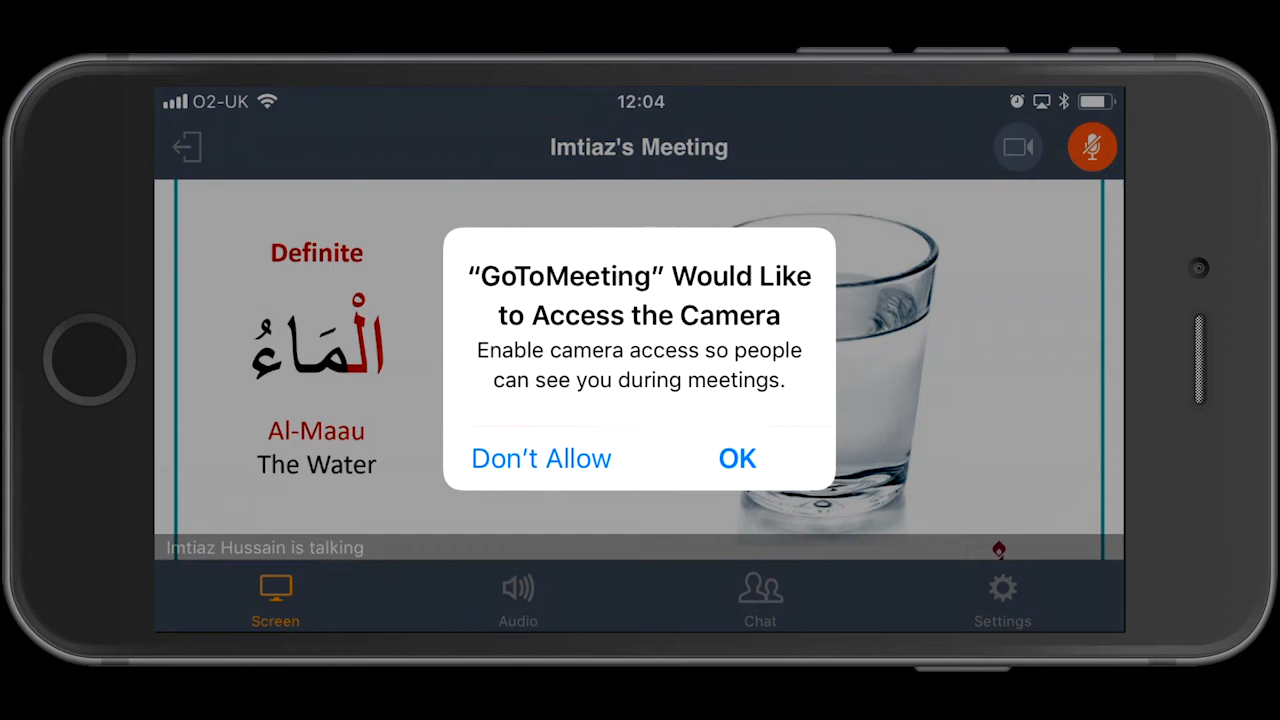 O2-UK
12:04
Imtiaz's Meeting
Definite
الْمَاءُ
Al-Maau
The Water
“GoToMeeting” Would Like
to Access the Camera
Enable camera access so people
can see you during meetings.
Don’t Allow
OK
Imtiaz Hussain is talking
Screen
Audio
Chat
Settings